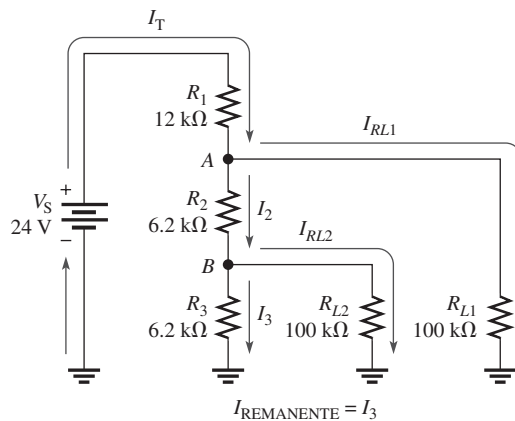 I_T
R_1
12 kΩ
I_RL1
A
+
V_S
24 V
−
R_2
6.2 kΩ
I_2
I_RL2
B
R_3
6.2 kΩ
I_3
R_L2
100 kΩ
R_L1
100 kΩ
I_REMANENTE = I_3